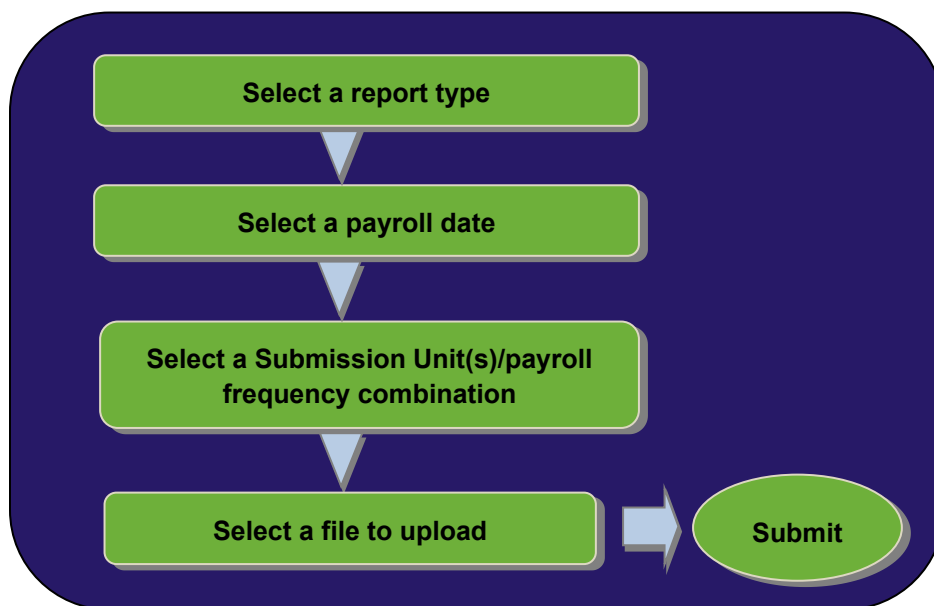 Select a report type
Select a payroll date
Select a Submission Unit(s)/payroll
frequency combination
Select a file to upload
Submit